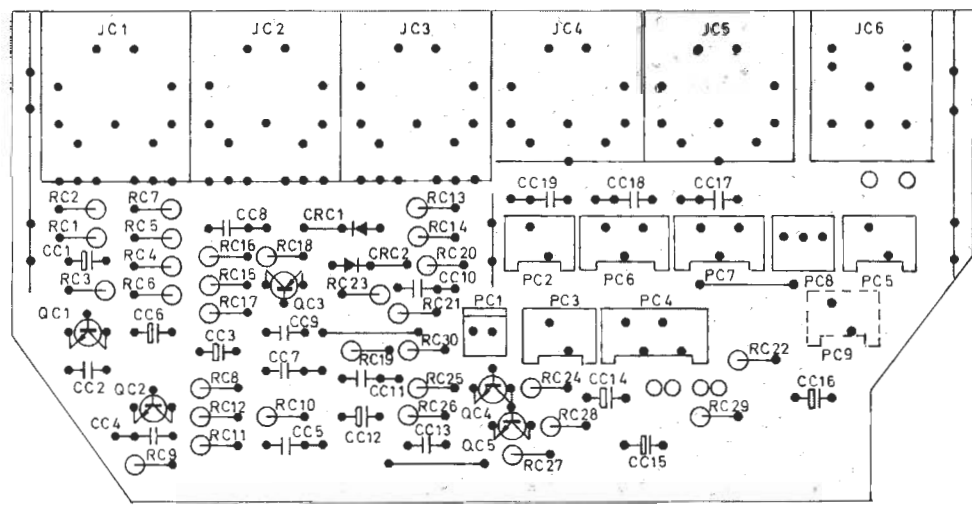 JC1 JC2 JC3 JC4 JC5 JC6
CC19 CC18 CC17
RC2 RC7 RC13
RC1 RC5 CC8 CRC1 RC14
CC1 RC4 RC16 RC18 CRC2 RC20
RC3 RC6 RC15 RC23 CC10 PC2 PC6 PC7 PC8 PC5
QC1 RC17 QC3 RC21 PC1 PC3 PC4
CC6 CC3 CC9 RC19 RC30 RC22 PC9
CC2 CC7 CC11
QC2 RC8 RC25 RC24 CC14 CC16
CC4 RC12 RC10 RC26 QC4 RC28 RC29
RC11 CC5 CC12 CC13 QC5
RC9 RC27 CC15